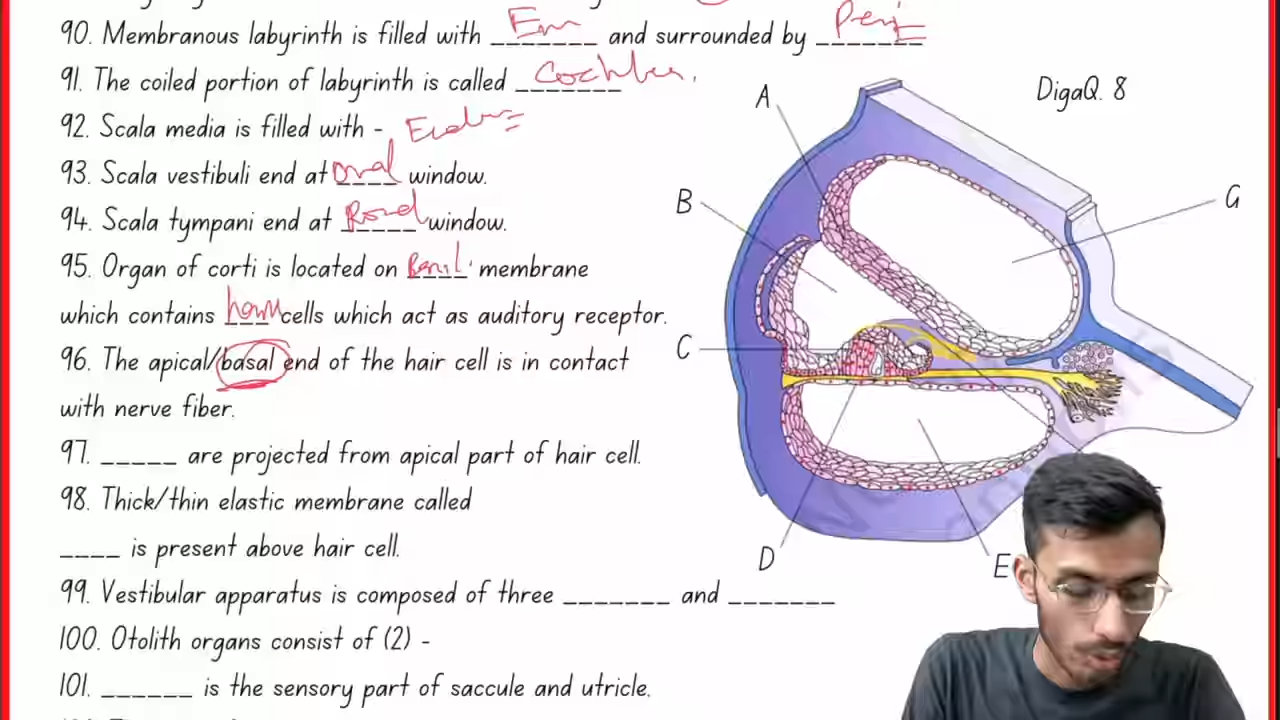 90. Membranous labyrinth is filled with _______ and surrounded by _______
91. The coiled portion of labyrinth is called _______ Cochlea.
92. Scala media is filled with -
93. Scala vestibuli end at oval window.
94. Scala tympani end at Round window.
95. Organ of corti is located on ____ membrane
which contains ___ cells which act as auditory receptor.
96. The apical/basal end of the hair cell is in contact
with nerve fiber.
97. _____ are projected from apical part of hair cell.
98. Thick/thin elastic membrane called
____ is present above hair cell.
99. Vestibular apparatus is composed of three _______ and _______
100. Otolith organs consist of (2) -
101. ______ is the sensory part of saccule and utricle.
DigaQ. 8
A
B
G
C
D
E